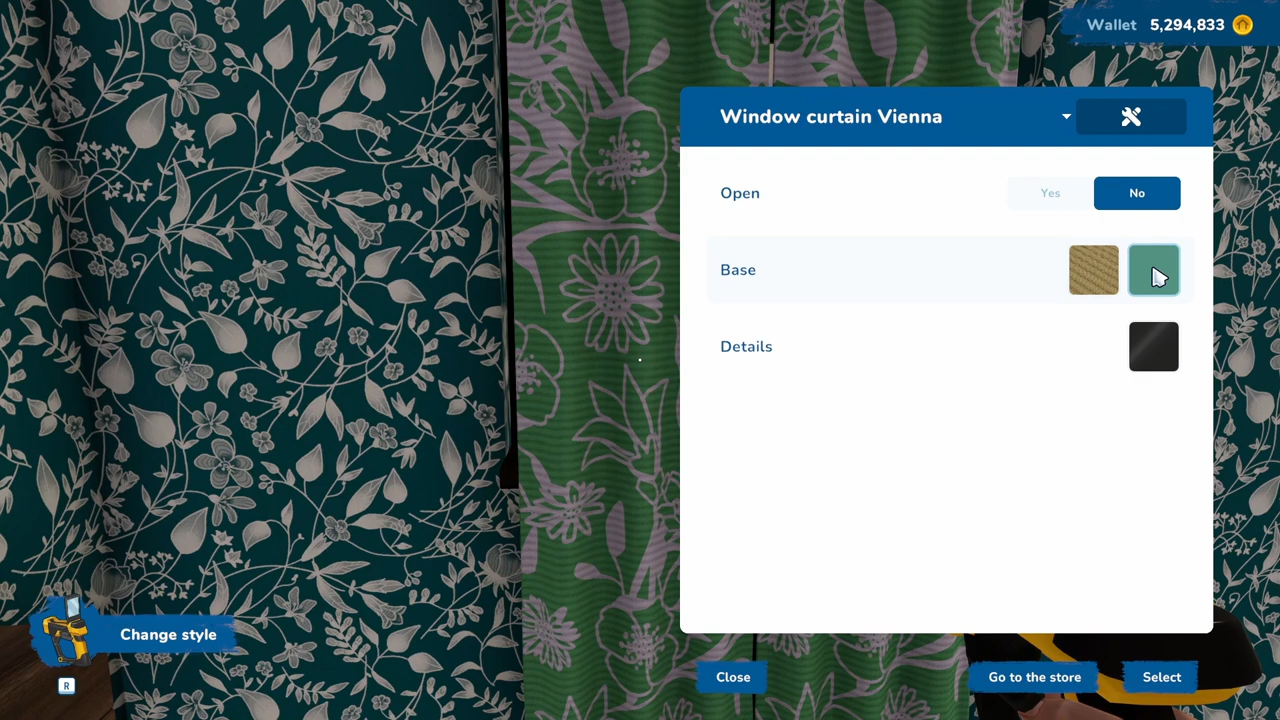 Wallet 5,294,833
Window curtain Vienna
Open Yes No
Base
Details
Change style
R
Close Go to the store Select